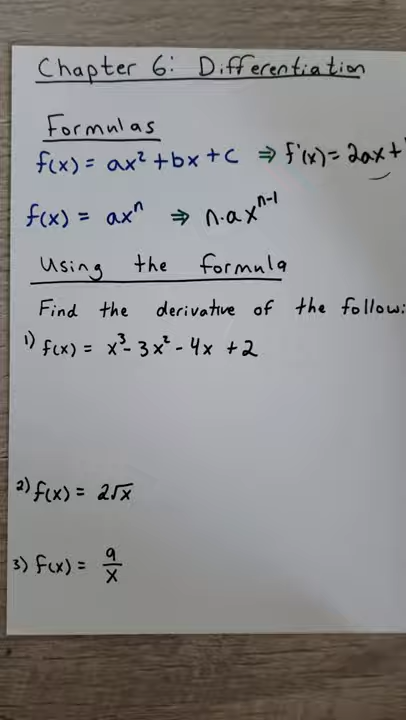 Chapter 6: Differentiation
Formulas
f(x) = ax² + bx + c ⇒ f'(x) = 2ax +
f(x) = axⁿ ⇒ n·axⁿ⁻¹
Using the formula
Find the derivative of the follow:
1) f(x) = x³ - 3x² - 4x + 2
2) f(x) = 2√x
3) f(x) = 9/x